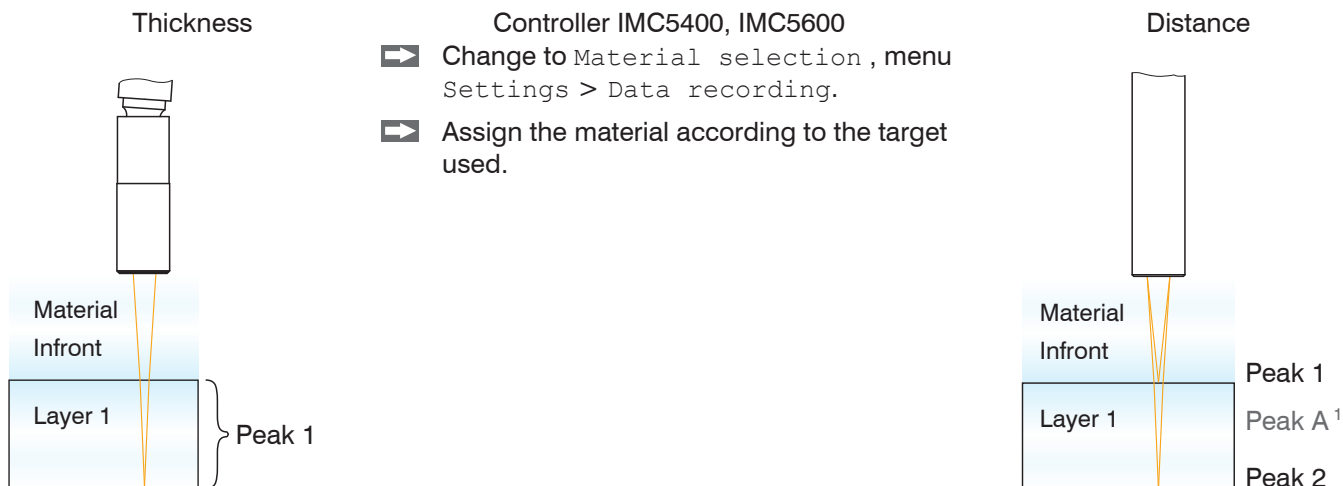 Thickness
Controller IMC5400, IMC5600
Distance
Change to Material selection , menu
Settings > Data recording.
Assign the material according to the target
used.
Material
Infront
Layer 1
Peak 1
Material
Infront
Peak 1
Layer 1
Peak A 1
Peak 2